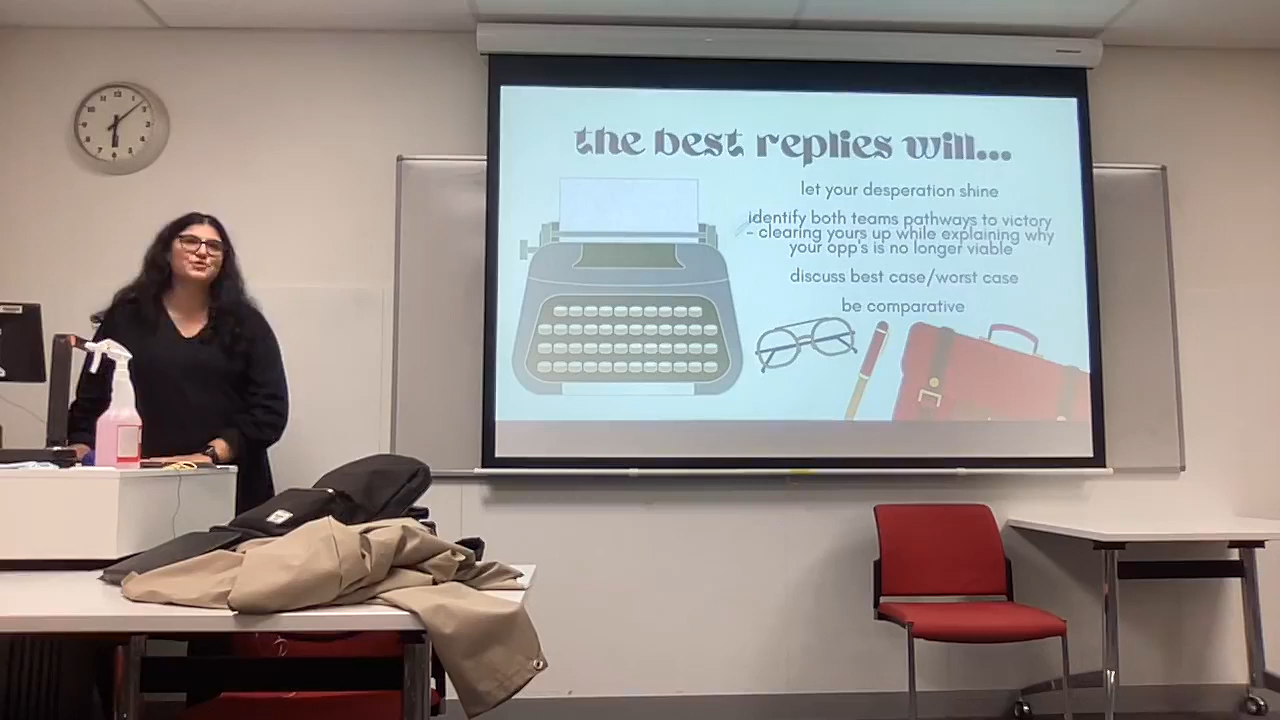 the best replies will...
let your desperation shine
identify both teams pathways to victory
- clearing yours up while explaining why
your opp's is no longer viable
discuss best case/worst case
be comparative